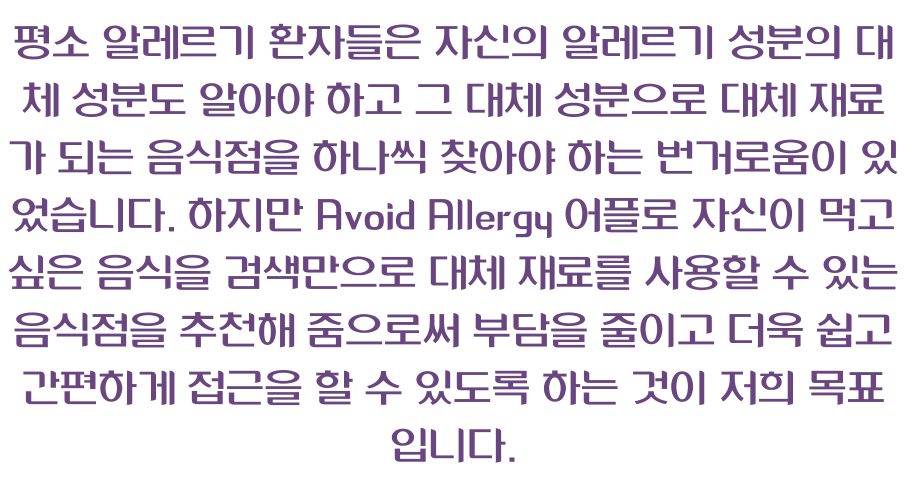 평소 알레르기 환자들은 자신의 알레르기 성분의 대
체 성분도 알아야 하고 그 대체 성분으로 대체 재료
가 되는 음식점을 하나씩 찾아야 하는 번거로움이 있
었습니다. 하지만 Avoid Allergy 어플로 자신이 먹고
싶은 음식을 검색만으로 대체 재료를 사용할 수 있는
음식점을 추천해 줌으로써 부담을 줄이고 더욱 쉽고
간편하게 접근을 할 수 있도록 하는 것이 저희 목표
입니다.